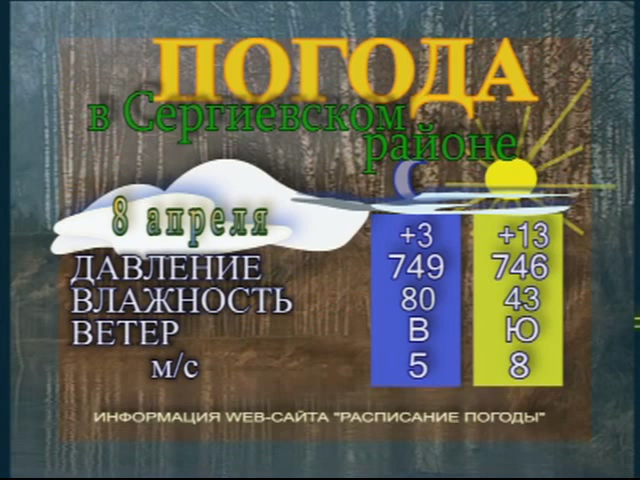 ПОГОДА
в Сергиевском
районе
8 апреля
+3 +13
ДАВЛЕНИЕ 749 746
ВЛАЖНОСТЬ 80 43
ВЕТЕР В Ю
м/с 5 8
ИНФОРМАЦИЯ WEB-САЙТА "РАСПИСАНИЕ ПОГОДЫ"